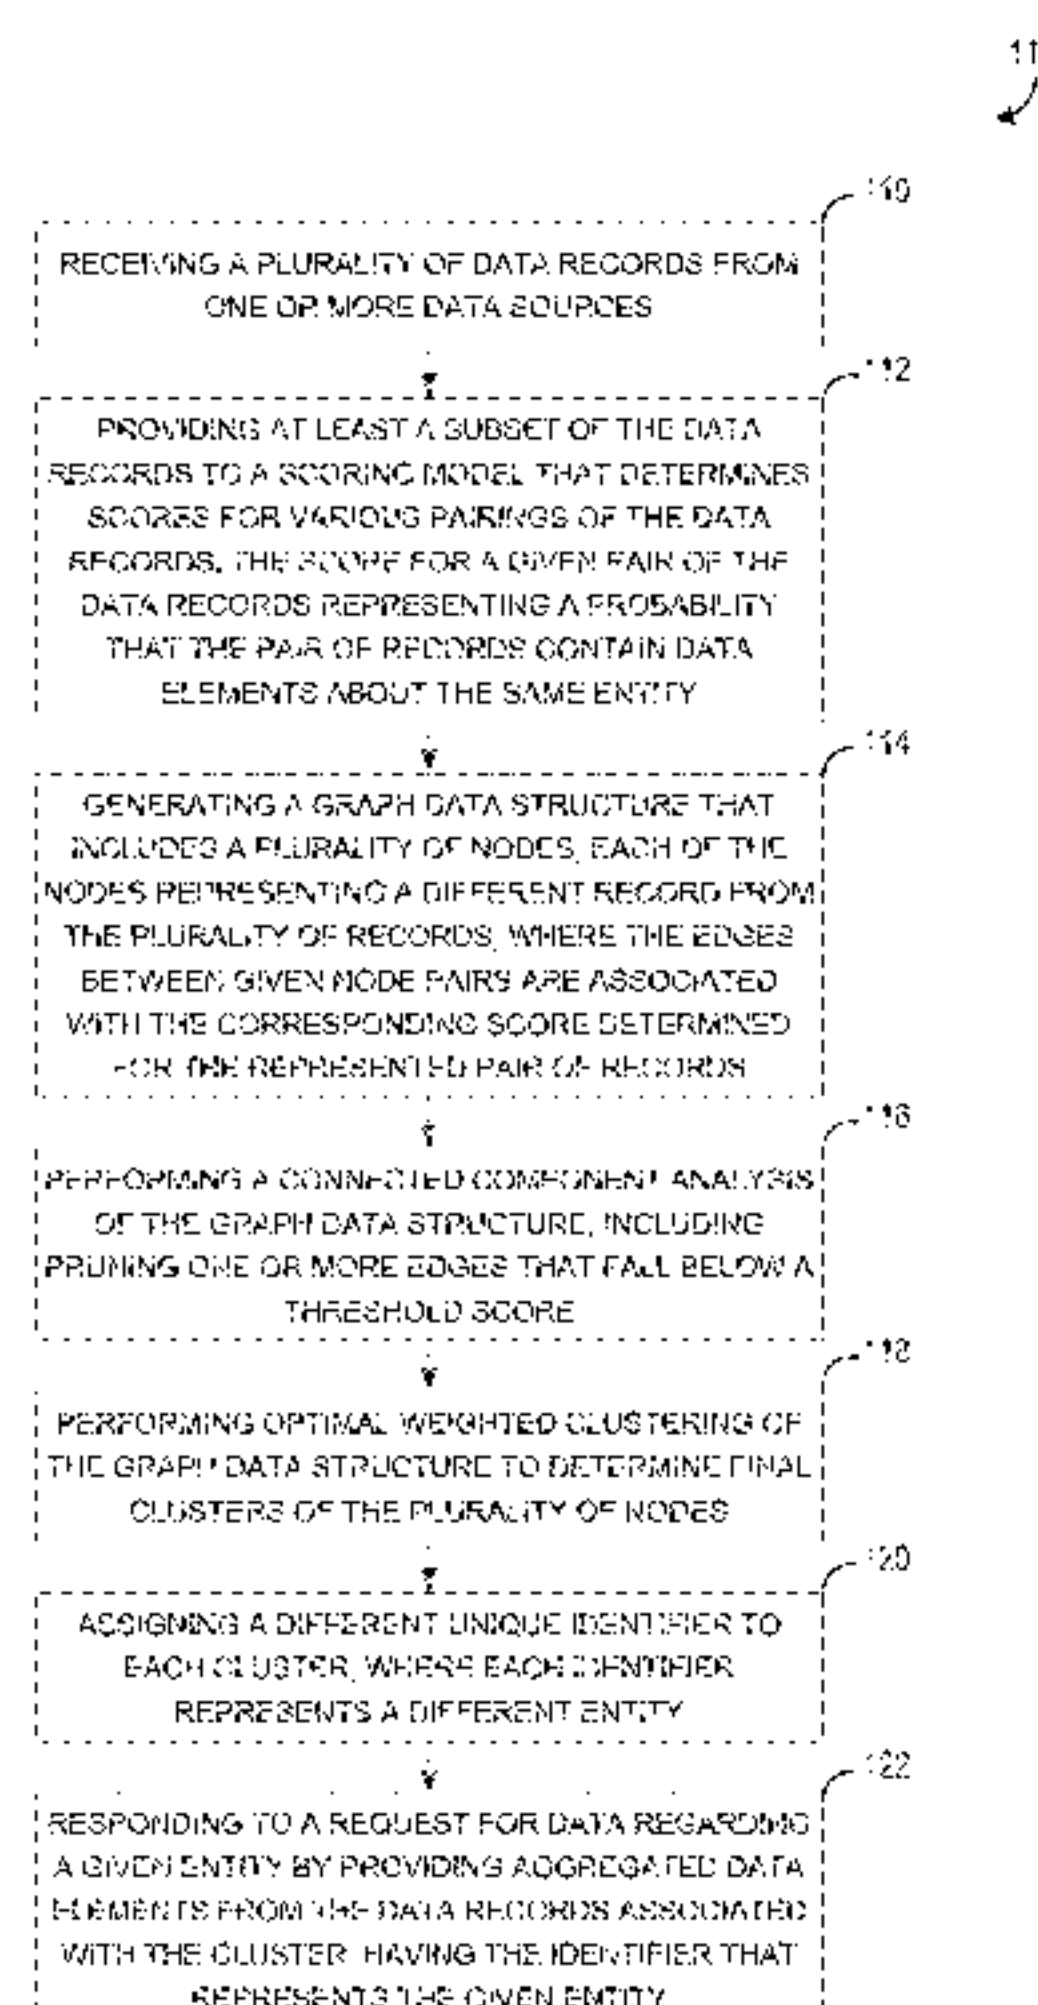 11
110
RECEIVING A PLURALITY OF DATA RECORDS FROM
ONE OR MORE DATA SOURCES
112
PROVIDING AT LEAST A SUBSET OF THE DATA
RECORDS TO A SCORING MODEL THAT DETERMINES
SCORES FOR VARIOUS PAIRINGS OF THE DATA
RECORDS, THE SCORE FOR A GIVEN PAIR OF THE
DATA RECORDS REPRESENTING A PROBABILITY
THAT THE PAIR OF RECORDS CONTAIN DATA
ELEMENTS ABOUT THE SAME ENTITY
114
GENERATING A GRAPH DATA STRUCTURE THAT
INCLUDES A PLURALITY OF NODES, EACH OF THE
NODES REPRESENTING A DIFFERENT RECORD FROM
THE PLURALITY OF RECORDS, WHERE THE EDGES
BETWEEN GIVEN NODE PAIRS ARE ASSOCIATED
WITH THE CORRESPONDING SCORE DETERMINED
FOR THE REPRESENTED PAIR OF RECORDS
116
PERFORMING A CONNECTED COMPONENT ANALYSIS
OF THE GRAPH DATA STRUCTURE, INCLUDING
PRUNING ONE OR MORE EDGES THAT FALL BELOW A
THRESHOLD SCORE
118
PERFORMING OPTIMAL WEIGHTED CLUSTERING OF
THE GRAPH DATA STRUCTURE TO DETERMINE FINAL
CLUSTERS OF THE PLURALITY OF NODES
120
ASSIGNING A DIFFERENT UNIQUE IDENTIFIER TO
EACH CLUSTER, WHERE EACH IDENTIFIER
REPRESENTS A DIFFERENT ENTITY
122
RESPONDING TO A REQUEST FOR DATA REGARDING
A GIVEN ENTITY BY PROVIDING AGGREGATED DATA
ELEMENTS FROM THE DATA RECORDS ASSOCIATED
WITH THE CLUSTER HAVING THE IDENTIFIER THAT
REPRESENTS THE GIVEN ENTITY